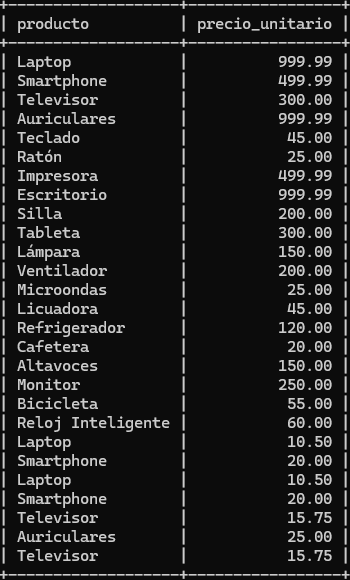 producto | precio_unitario
Laptop | 999.99
Smartphone | 499.99
Televisor | 300.00
Auriculares | 999.99
Teclado | 45.00
Ratón | 25.00
Impresora | 499.99
Escritorio | 999.99
Silla | 200.00
Tableta | 300.00
Lámpara | 150.00
Ventilador | 200.00
Microondas | 25.00
Licuadora | 45.00
Refrigerador | 120.00
Cafetera | 20.00
Altavoces | 150.00
Monitor | 250.00
Bicicleta | 55.00
Reloj Inteligente | 60.00
Laptop | 10.50
Smartphone | 20.00
Laptop | 10.50
Smartphone | 20.00
Televisor | 15.75
Auriculares | 25.00
Televisor | 15.75